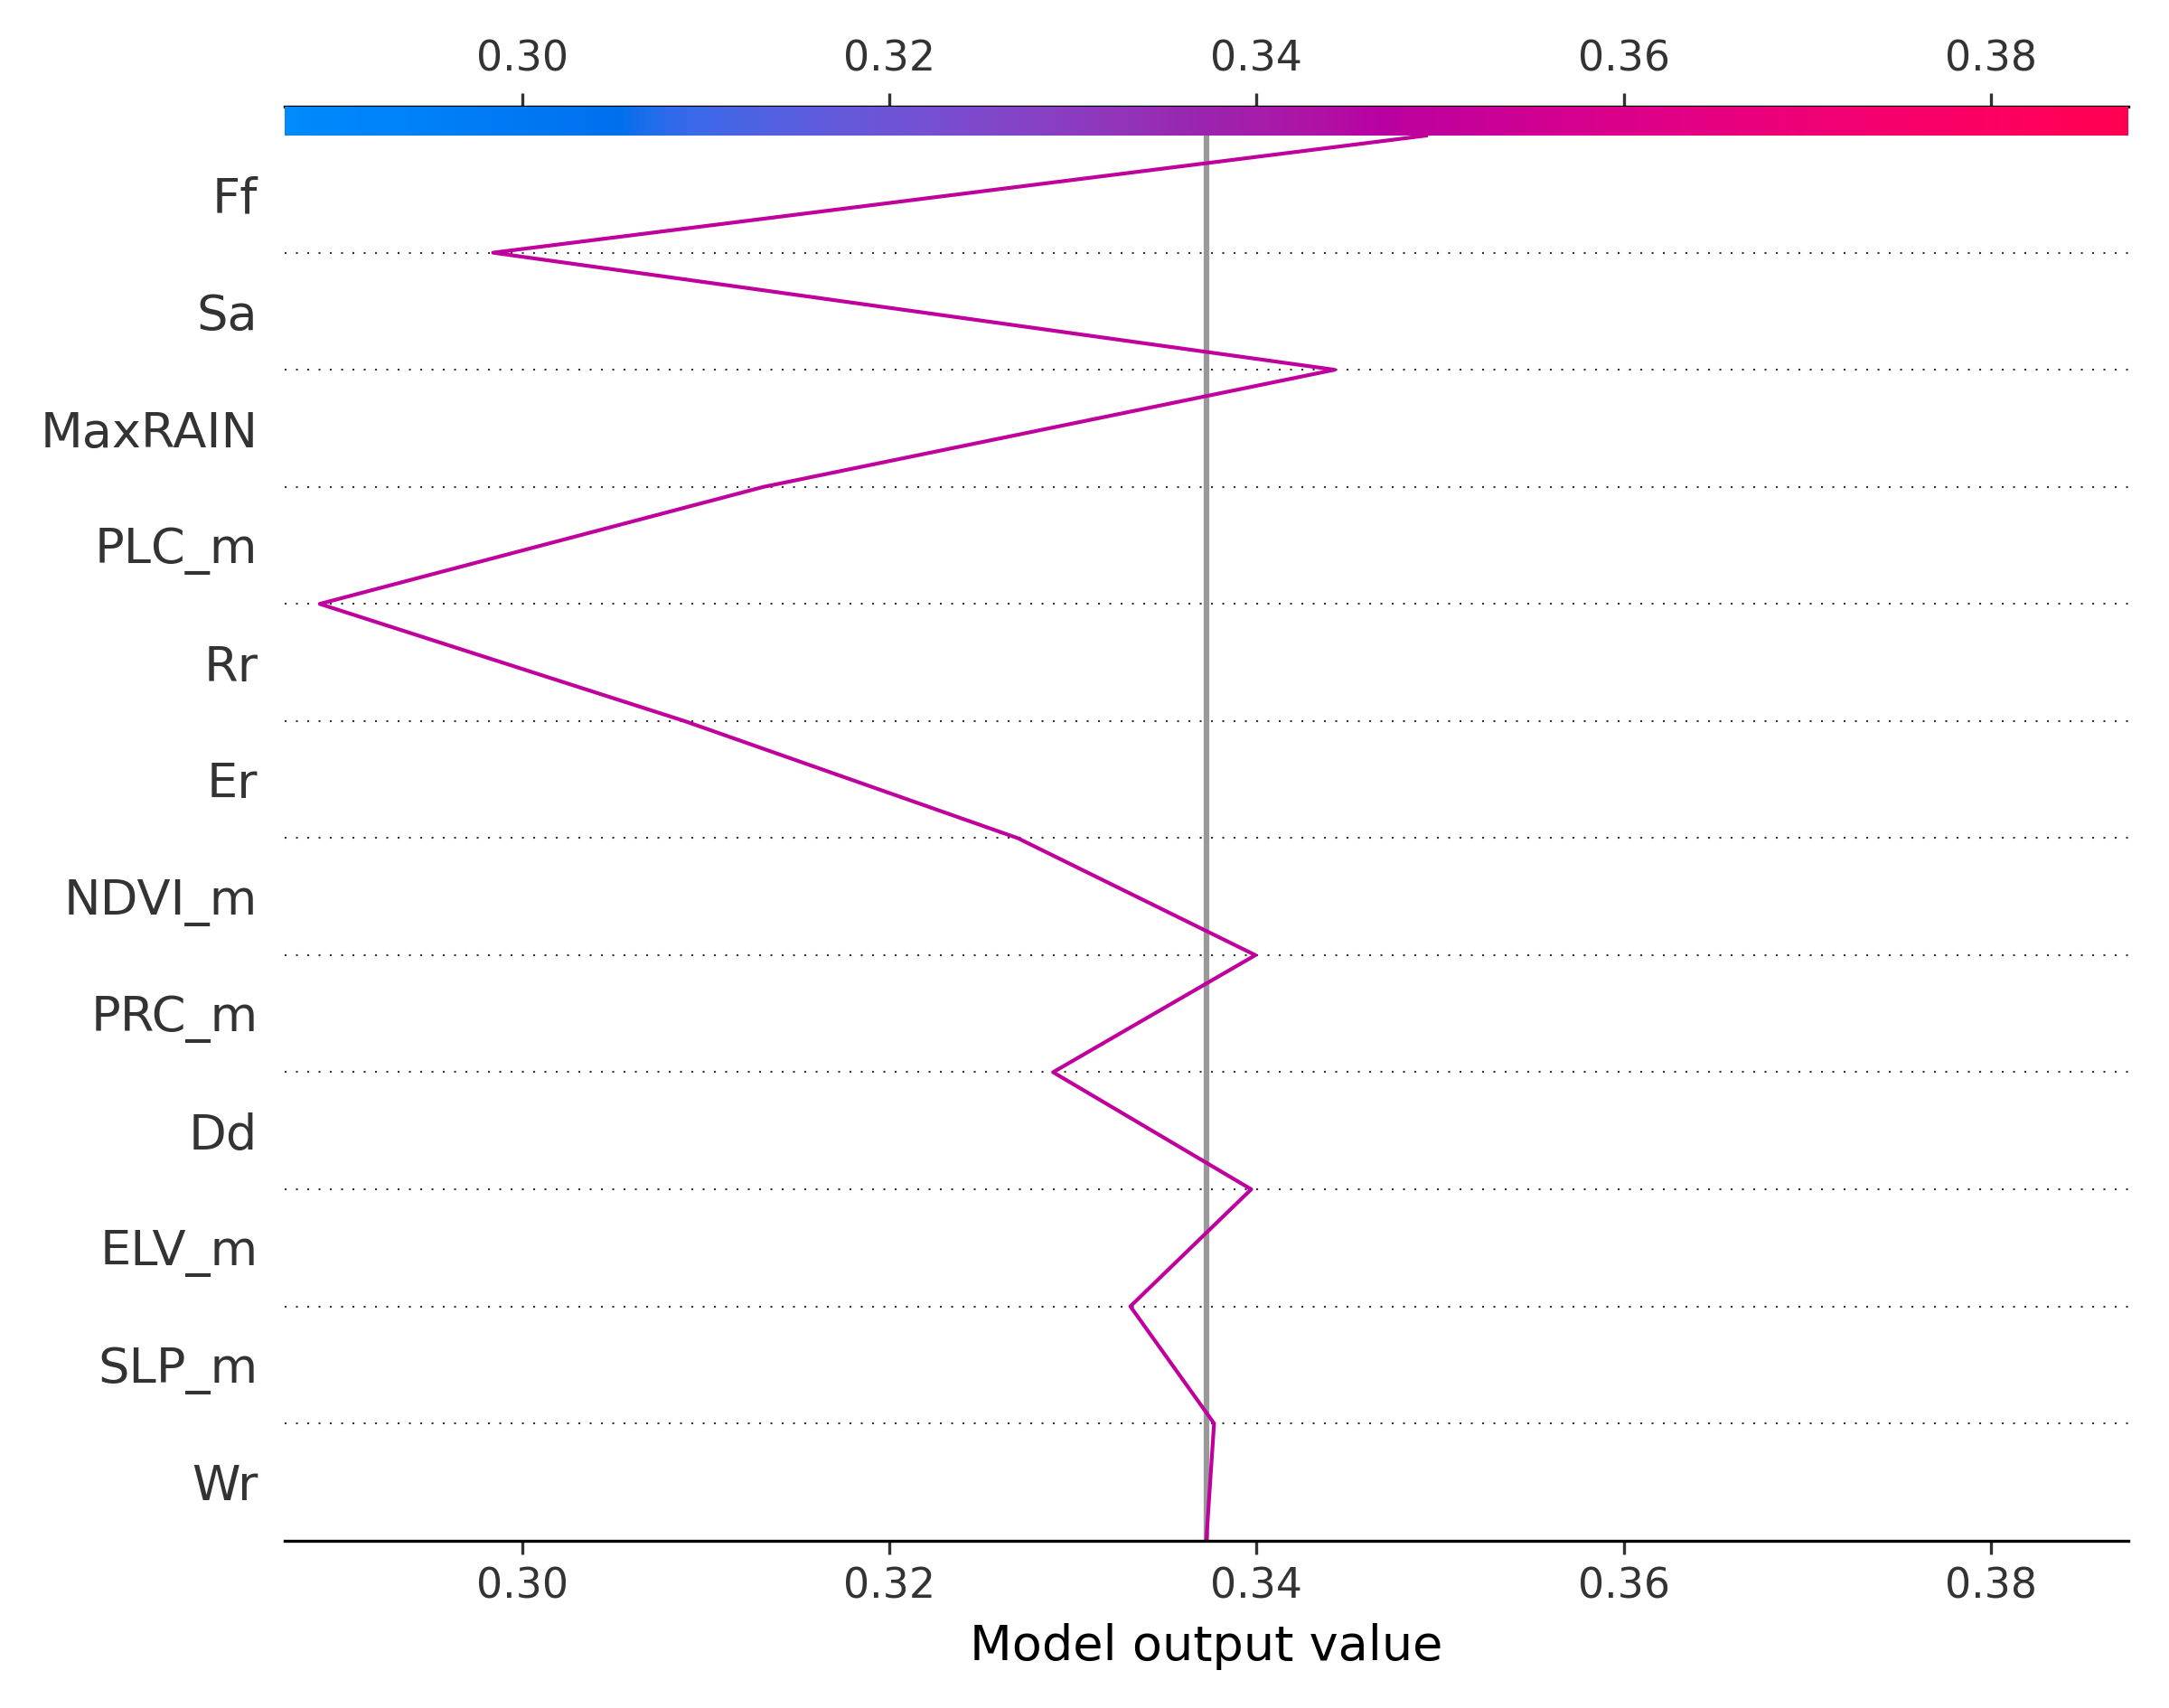 0.30 0.32 0.34 0.36 0.38
Ff
Sa
MaxRAIN
PLC_m
Rr
Er
NDVI_m
PRC_m
Dd
ELV_m
SLP_m
Wr
0.30 0.32 0.34 0.36 0.38
Model output value